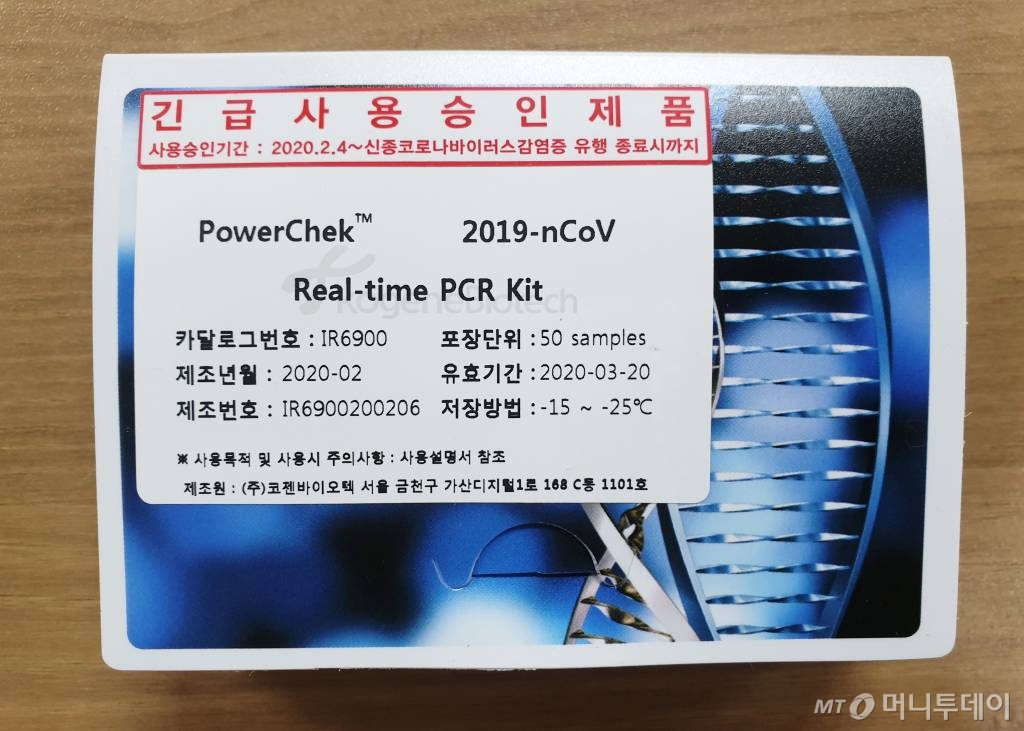 긴급사용승인제품
사용승인기간 : 2020.2.4~신종코로나바이러스감염증 유행 종료시까지
PowerChek™ 2019-nCoV
Real-time PCR Kit
KogeneBiotech
카달로그번호 : IR6900 포장단위 : 50 samples
제조년월 : 2020-02 유효기간 : 2020-03-20
제조번호 : IR6900200206 저장방법 : -15 ~ -25℃
※ 사용목적 및 사용시 주의사항 : 사용설명서 참조
제조원 : (주)코젠바이오텍 서울 금천구 가산디지털1로 168 C동 1101호
MT 머니투데이